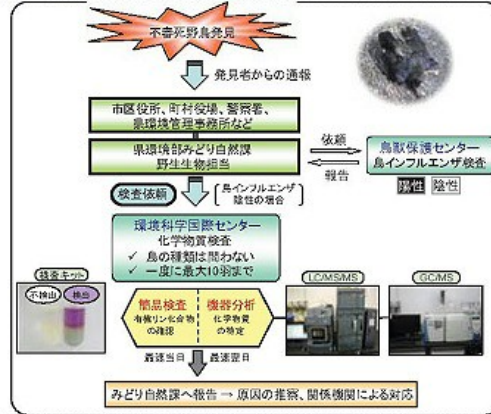 不審死野鳥発見
発見者からの通報
市区役所、町村役場、警察署、
県環境管理事務所など
県環境部みどり自然課
野生生物担当
依頼
報告
鳥獣保護センター
鳥インフルエンザ検査
陽性 陰性
検査依頼
鳥インフルエンザ
陰性の場合
環境科学国際センター
化学物質検査
✓ 鳥の種類は問わない
✓ 一度に最大10羽まで
検査キット
不検出 検出
簡易検査
有機リン化合物
の確認
機器分析
化学物質
の特定
LC/MS/MS
GC/MS
最速当日
最速翌日
みどり自然課へ報告 → 原因の推察、関係機関による対応